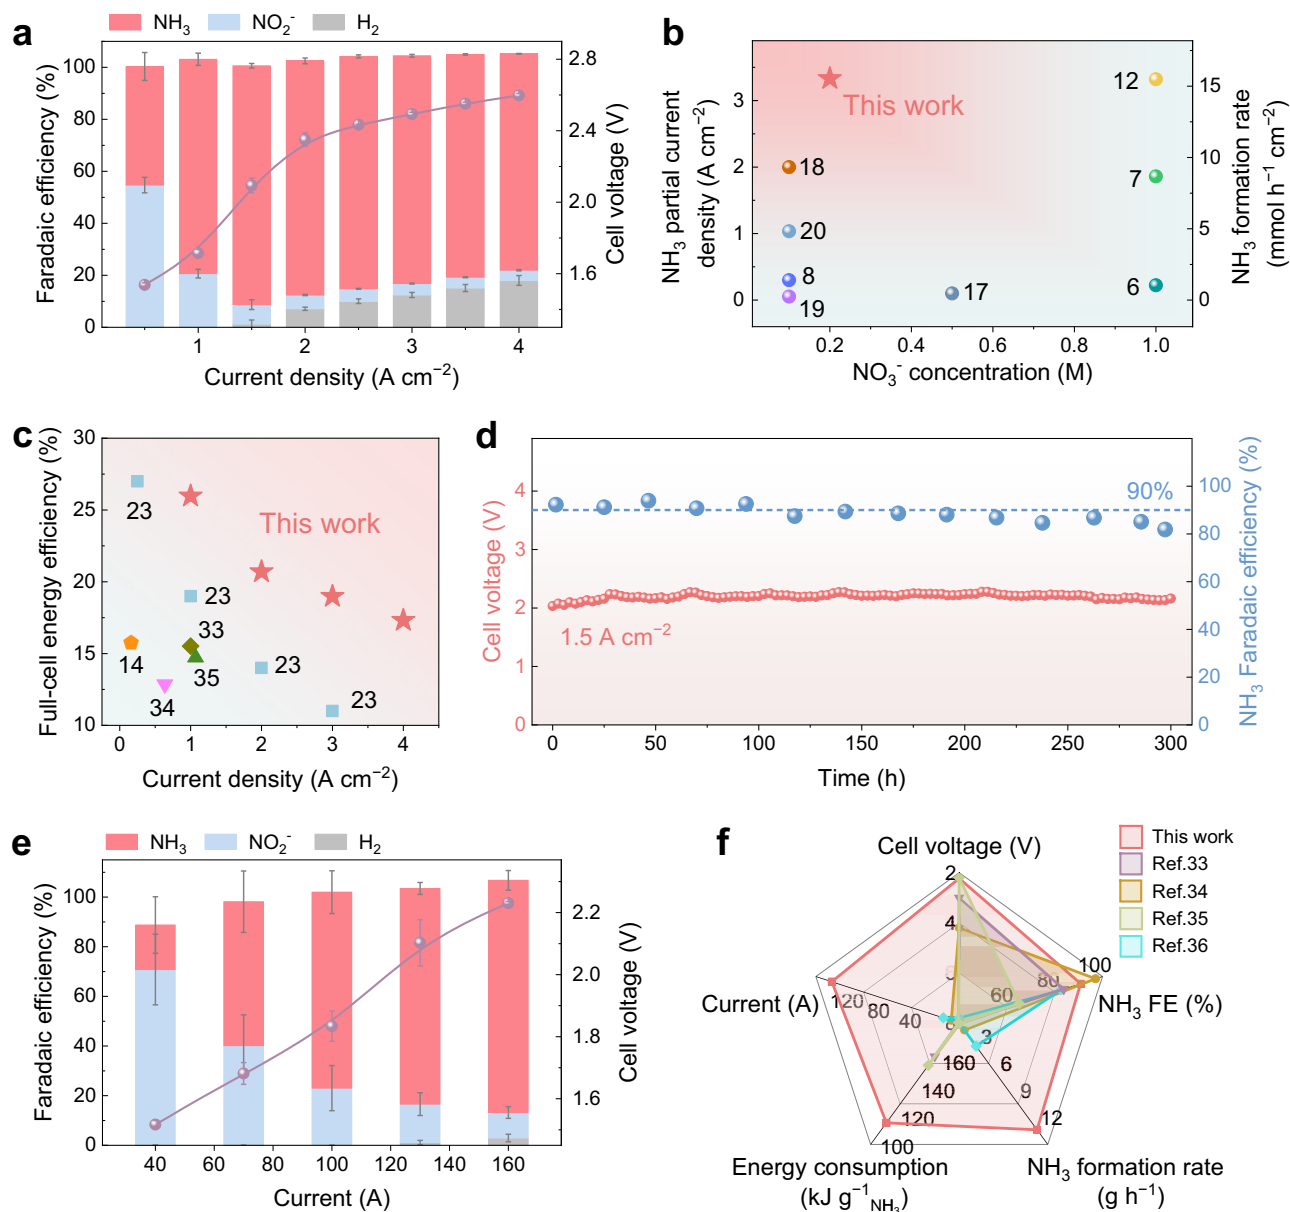 a
NH₃ NO₂⁻ H₂
Faradaic efficiency (%)
100
80
60
40
20
0
2.8
2.4
2.0
1.6
Cell voltage (V)
1 2 3 4
Current density (A cm⁻²)
b
NH₃ partial current
density (A cm⁻²)
3
2
1
0
This work
12
18
7
20
8
19
17
6
15
10
5
0
NH₃ formation rate
(mmol h⁻¹ cm⁻²)
0.2 0.4 0.6 0.8 1.0
NO₃⁻ concentration (M)
c
Full-cell energy efficiency (%)
30
25
20
15
10
This work
23
23
33
14
35
23
34
23
0 1 2 3 4
Current density (A cm⁻²)
d
Cell voltage (V)
4
3
2
1
0
90%
1.5 A cm⁻²
100
80
60
40
20
0
NH₃ Faradaic efficiency (%)
0 50 100 150 200 250 300
Time (h)
e
NH₃ NO₂⁻ H₂
Faradaic efficiency (%)
100
80
60
40
20
0
2.2
2.0
1.8
1.6
Cell voltage (V)
40 60 80 100 120 140 160
Current (A)
f
This work
Ref.33
Ref.34
Ref.35
Ref.36
Cell voltage (V)
2
4
6
8
100
80
60
NH₃ FE (%)
Current (A)
120
80
40
3
6
9
12
160
140
120
100
Energy consumption
(kJ g⁻¹NH₃)
NH₃ formation rate
(g h⁻¹)